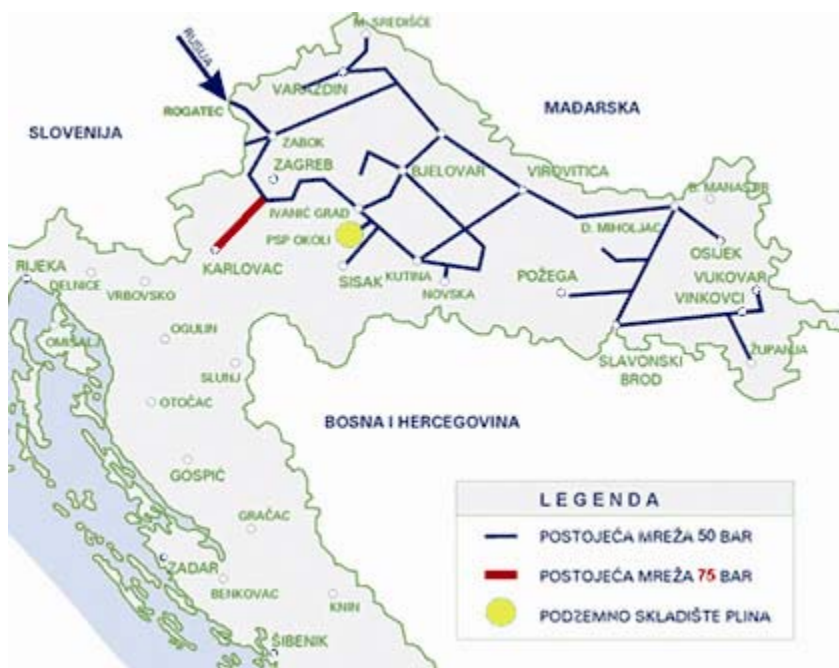 M. SREDIŠĆE
RUSIJA
VARAŽDIN
MAĐARSKA
ROGATEC
SLOVENIJA
ZABOK
ZAGREB
BJELOVAR
VIROVITICA
B. MANASTIR
IVANIĆ GRAD
D. MIHOLJAC
PSP OKOLI
OSIJEK
KARLOVAC
RIJEKA
SISAK
KUTINA
POŽEGA
VUKOVAR
DELNICE
VRBOVSKO
NOVSKA
VINKOVCI
OGULIN
OMIŠALJ
ŽUPANJA
SLUNJ
SLAVONSKI
BROD
OTOČAC
BOSNA I HERCEGOVINA
GOSPIĆ
LEGENDA
GRAČAC
POSTOJEĆA MREŽA 50 BAR
ZADAR
POSTOJEĆA MREŽA 75 BAR
BENKOVAC
KNIN
PODZEMNO SKLADIŠTE PLINA
ŠIBENIK